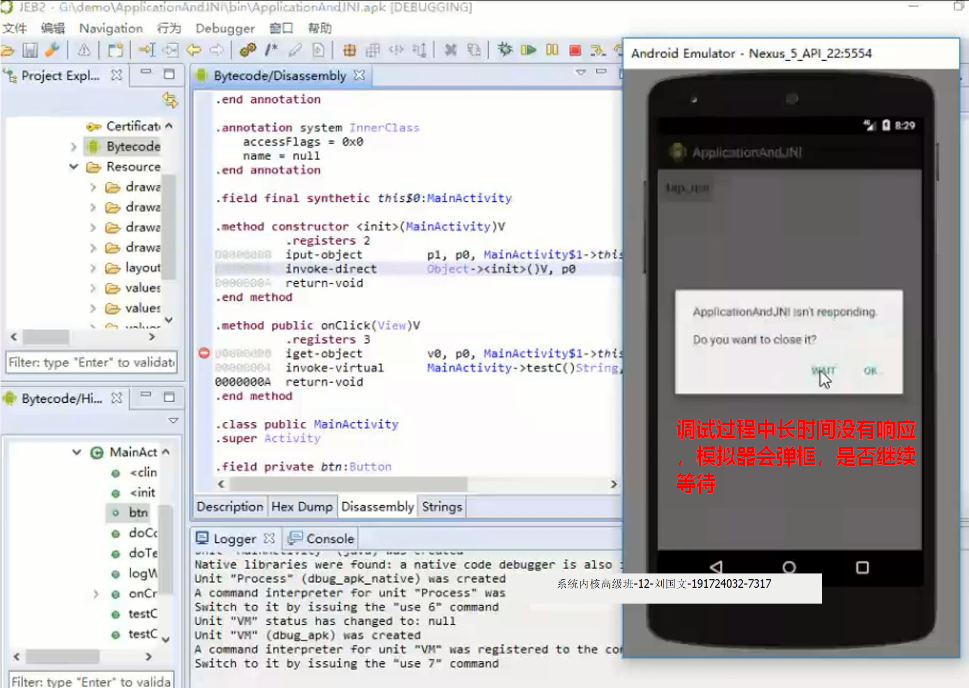 JEB2 - G:\demo\ApplicationAndJNI\bin\ApplicationAndJNI.apk [DEBUGGING]
文件 编辑 Navigation 行为 Debugger 窗口 帮助
Project Expl...
Certificat
Bytecode
Resource
drawa
drawa
drawa
drawa
layout
values
values
Filter: type "Enter" to validat
Bytecode/Hi...
MainAct
<clin
<init
btn
doCo
doTe
logW
onCr
testC
testC
Filter: type "Enter" to valida
Bytecode/Disassembly
.end annotation
.annotation system InnerClass
accessFlags = 0x0
name = null
.end annotation
.field final synthetic this$0:MainActivity
.method constructor <init>(MainActivity)V
.registers 2
00000000 iput-object p1, p0, MainActivity$1->this
invoke-direct Object-><init>()V, p0
0000000A return-void
.end method
.method public onClick(View)V
.registers 3
00000000 iget-object v0, p0, MainActivity$1->this
00000004 invoke-virtual MainActivity->testC()String,
0000000A return-void
.end method
.class public MainActivity
.super Activity
.field private btn:Button
Description Hex Dump Disassembly Strings
Logger Console
Unit "MainActivity" (java) was created
Native libraries were found: a native code debugger is also
Unit "Process" (dbug_apk_native) was created
A command interpreter for unit "Process" was
Switch to it by issuing the "use 6" command
Unit "VM" status has changed to: null
Unit "VM" (dbug_apk) was created
A command interpreter for unit "VM" was registered to the co
Switch to it by issuing the "use 7" command
Android Emulator - Nexus_5_API_22:5554
8:29
ApplicationAndJNI
ApplicationAndJNI isn't responding.
Do you want to close it?
WAIT OK
调试过程中长时间没有响应
，模拟器会弹框，是否继续
等待
系统内核高级班-12-刘国文-191724032-7317